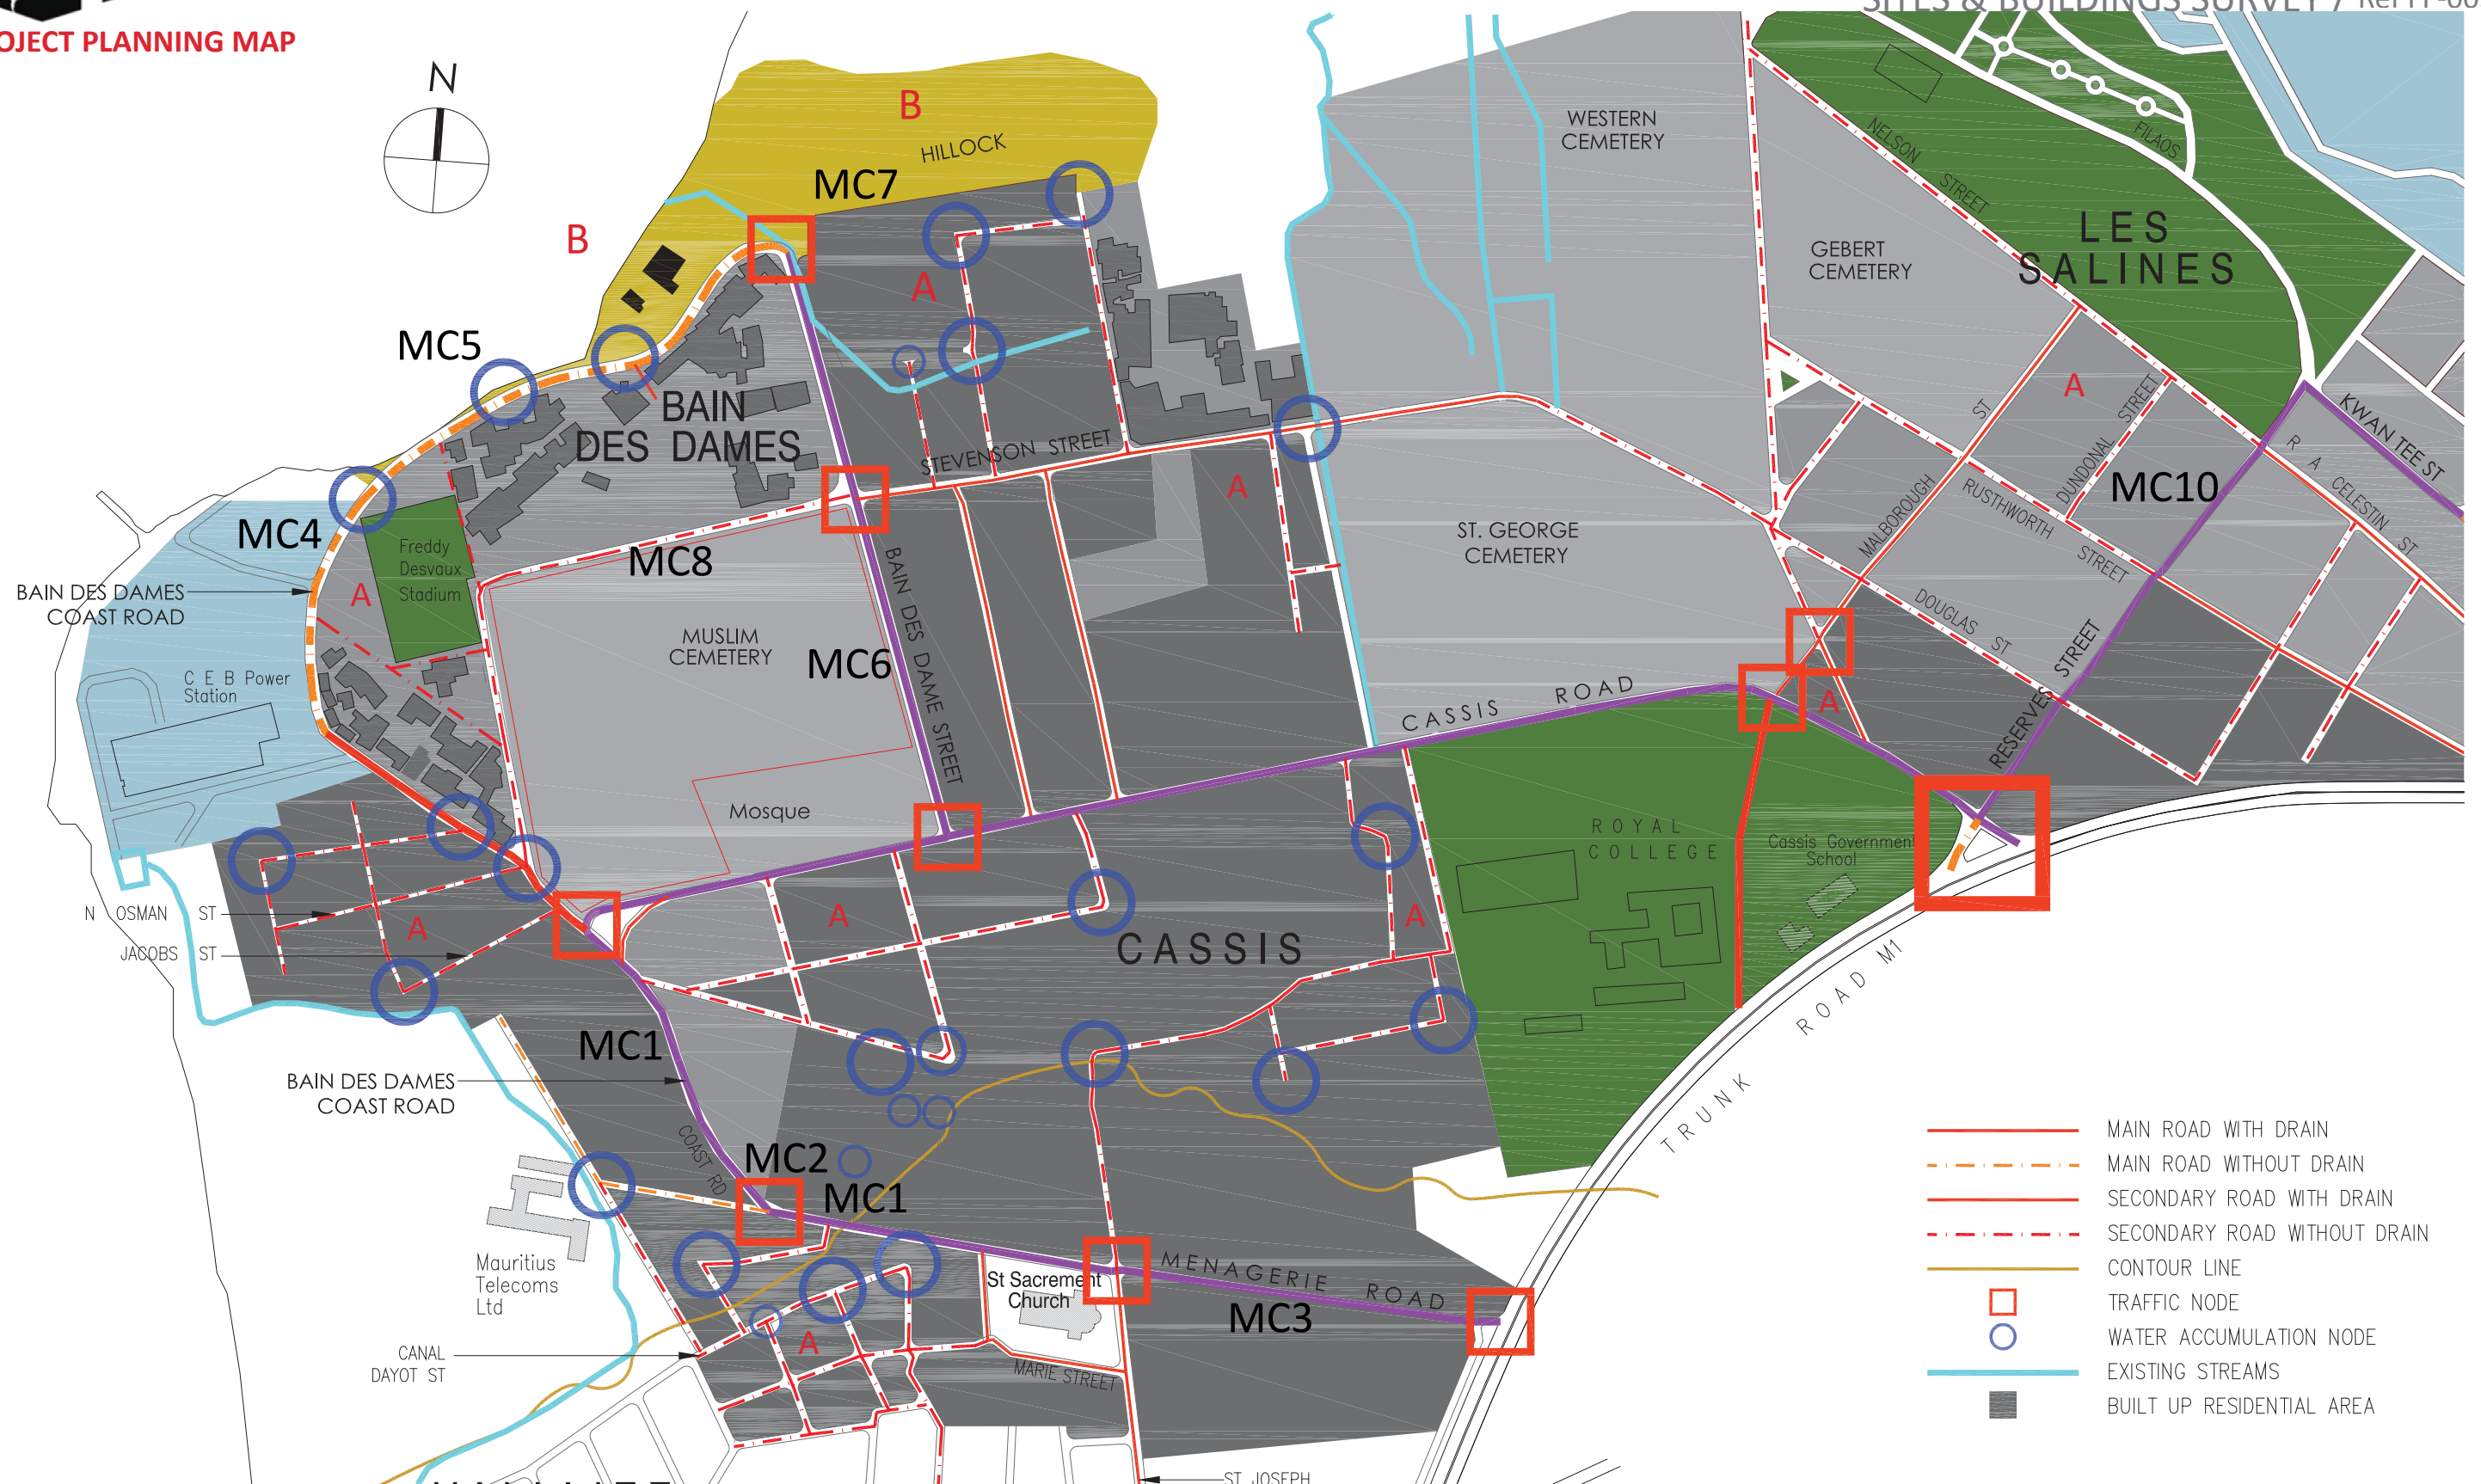 SITES & BUILDINGS SURVEY /
OJECT PLANNING MAP
N
B
HILLOCK
MC7
B
A
MC5
BAIN
DES DAMES
STEVENSON STREET
WESTERN
CEMETERY
NELSON
STREET
FILAOS
LES
SALINES
GEBERT
CEMETERY
A
ST
DUNDONAL STREET
MC10
KWAN TEE ST
R A CELESTIN ST
MALBOROUGH
RUSTHWORTH
STREET
DOUGLAS ST
RESERVES STREET
A
MC4
Freddy
Desvaux
Stadium
MC8
A
BAIN DES DAMES
COAST ROAD
BAIN DES DAME STREET
ST. GEORGE
CEMETERY
MUSLIM
CEMETERY
MC6
C E B Power
Station
CASSIS ROAD
A
Mosque
ROYAL
COLLEGE
Cassis Government
School
N OSMAN ST
JACOBS ST
A
A
CASSIS
A
MC1
TRUNK ROAD M1
BAIN DES DAMES
COAST ROAD
COAST RD
MC2
MC1
Mauritius
Telecoms
Ltd
St Sacrement
Church
MENAGERIE ROAD
MC3
A
CANAL
DAYOT ST
MARIE STREET
ST JOSEPH
MAIN ROAD WITH DRAIN
MAIN ROAD WITHOUT DRAIN
SECONDARY ROAD WITH DRAIN
SECONDARY ROAD WITHOUT DRAIN
CONTOUR LINE
TRAFFIC NODE
WATER ACCUMULATION NODE
EXISTING STREAMS
BUILT UP RESIDENTIAL AREA